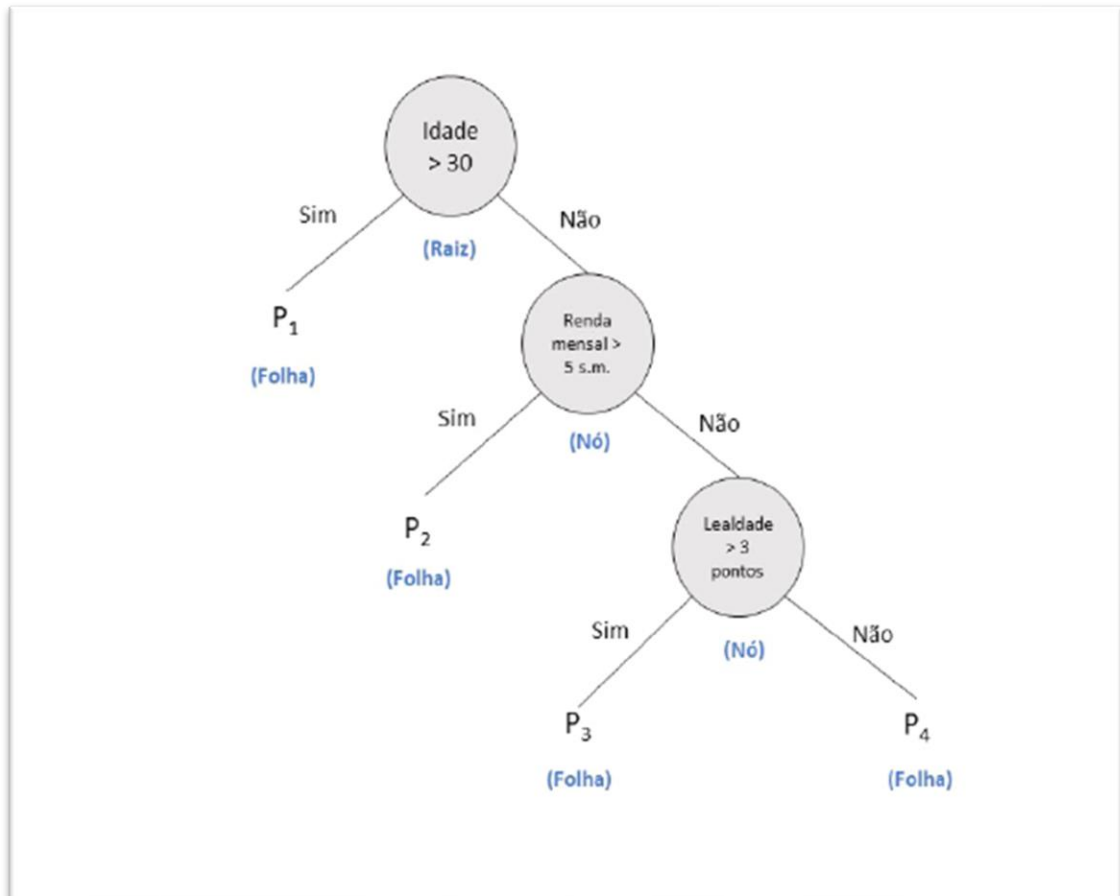 Idade
> 30
Sim
Não
(Raiz)
P₁
(Folha)
Renda
mensal >
5 s.m.
Sim
Não
(Nó)
P₂
(Folha)
Lealdade
> 3
pontos
Sim
Não
(Nó)
P₃
P₄
(Folha)
(Folha)